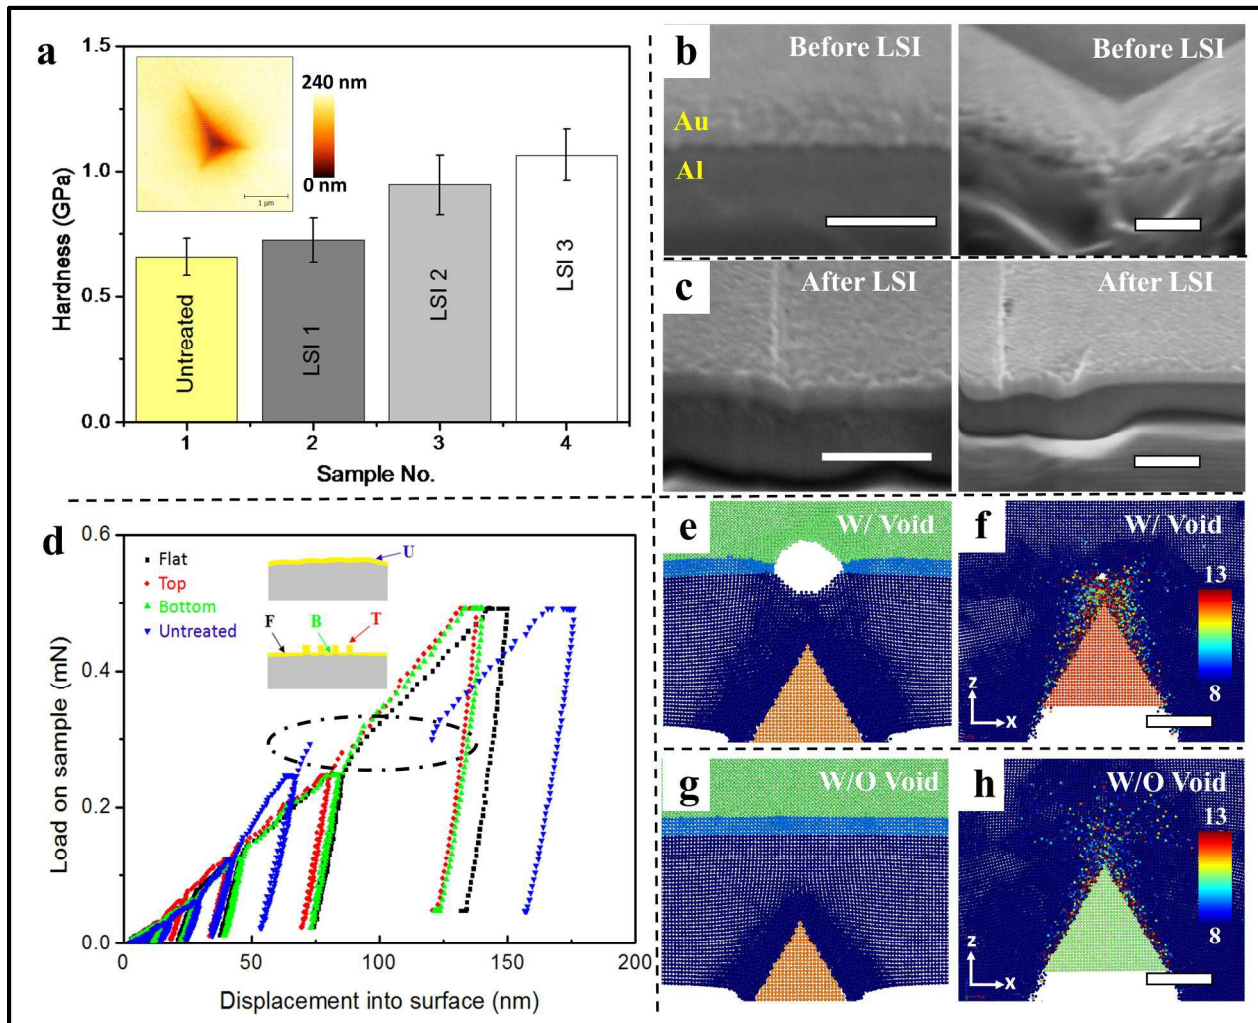 a
1.5
1.0
0.5
0.0
Hardness (GPa)
240 nm
0 nm
1 µm
Untreated
LSI 1
LSI 2
LSI 3
1 2 3 4
Sample No.
b
Before LSI
Au
Al
Before LSI
c
After LSI
After LSI
d
0.6
0.4
0.2
0.0
Load on sample (mN)
Flat
Top
Bottom
Untreated
U
F B T
0 50 100 150 200
Displacement into surface (nm)
e
W/ Void
f
W/ Void
13
8
z
x
g
W/O Void
h
W/O Void
13
8
z
x